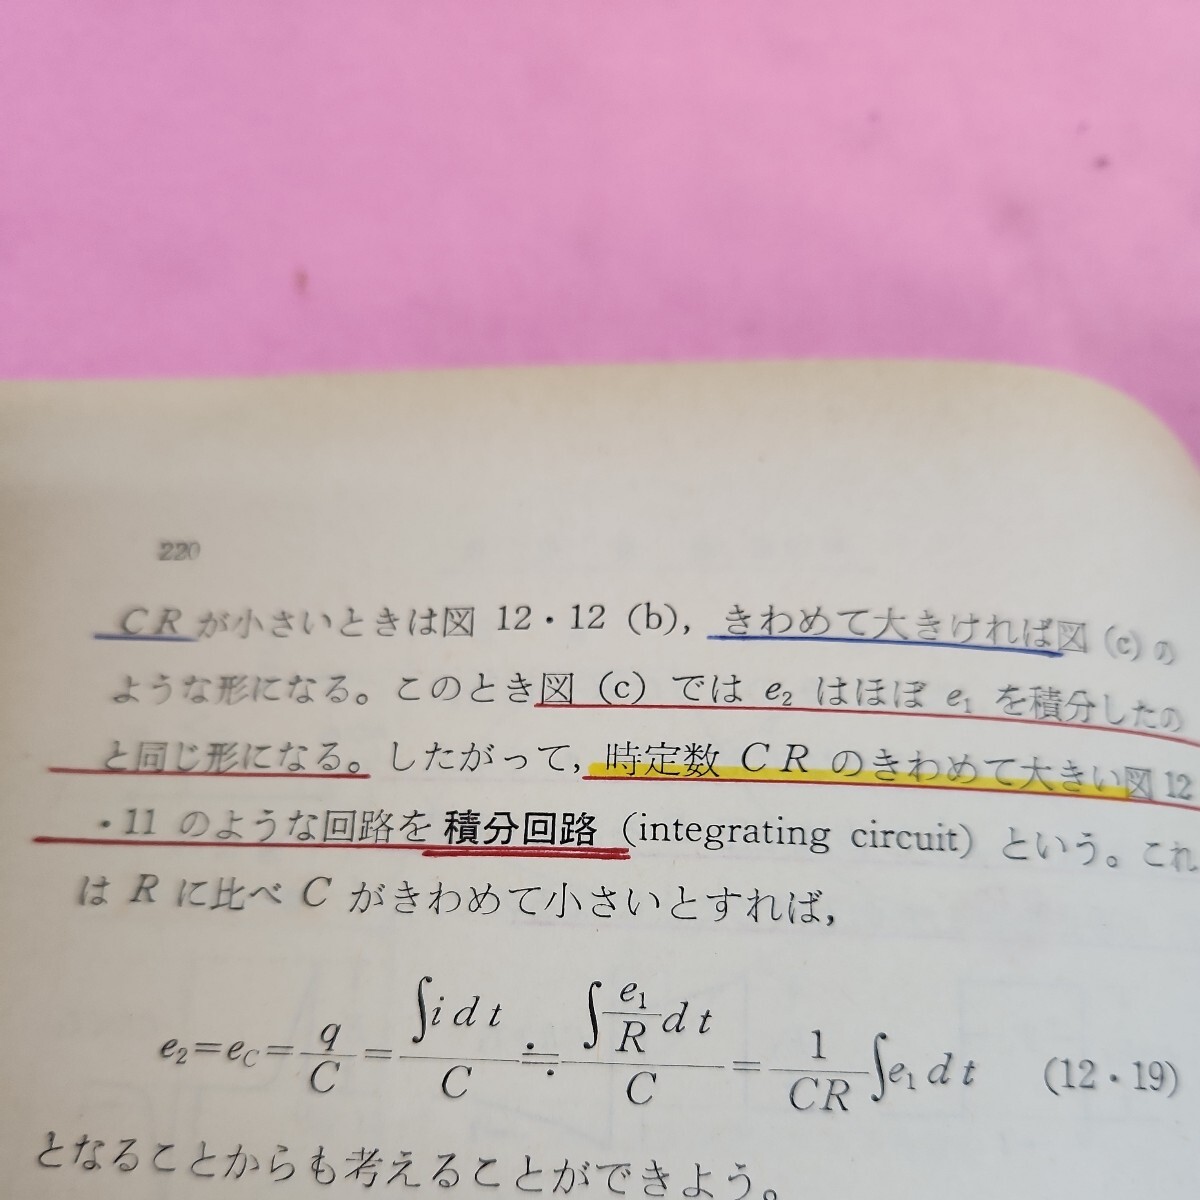 220
CRが小さいときは図 12・12 (b), きわめて大きければ図 (c) の
ような形になる。このとき図 (c) では e₂ はほぼ e₁ を積分したの
と同じ形になる。したがって, 時定数 CR のきわめて大きい図 12
・11 のような回路を 積分回路 (integrating circuit) という。これ
は R に比べ C がきわめて小さいとすれば,
e₂=e_C=q/C=∫i dt/C≒∫(e₁/R)dt/C=1/CR ∫e₁ dt (12・19)
となることからも考えることができよう。